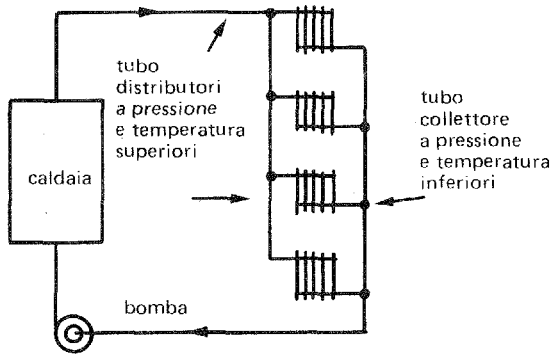 tubo
distributori
a pressione
e temperatura
superiori
tubo
collettore
a pressione
e temperatura
inferiori
caldaia
bomba